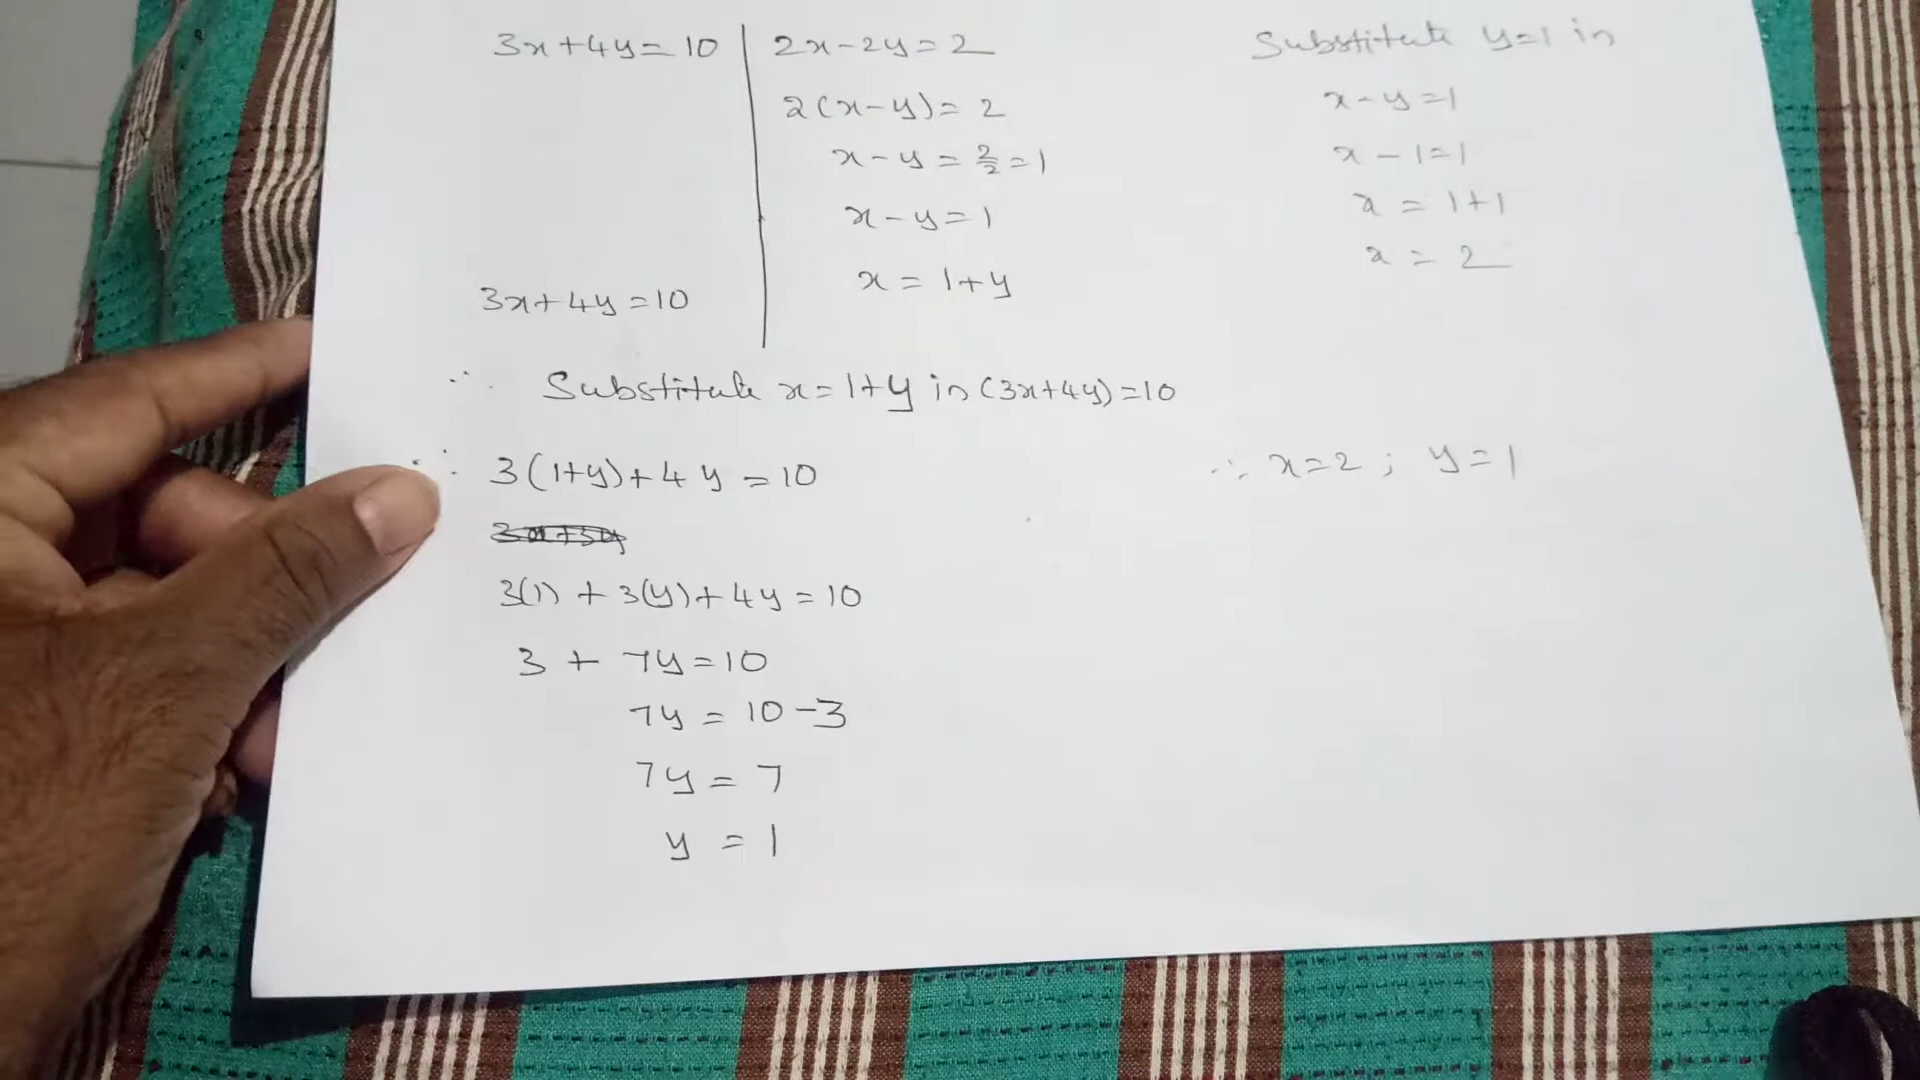 3x+4y=10
2x-2y=2
2(x-y)=2
x-y=2/2=1
x-y=1
x=1+y
3x+4y=10
∴ Substitute x=1+y in (3x+4y)=10
∴ 3(1+y)+4y=10
3(1)+3(y)+4y=10
3+7y=10
7y=10-3
7y=7
y=1
Substitute y=1 in
x-y=1
x-1=1
x=1+1
x=2
∴ x=2; y=1